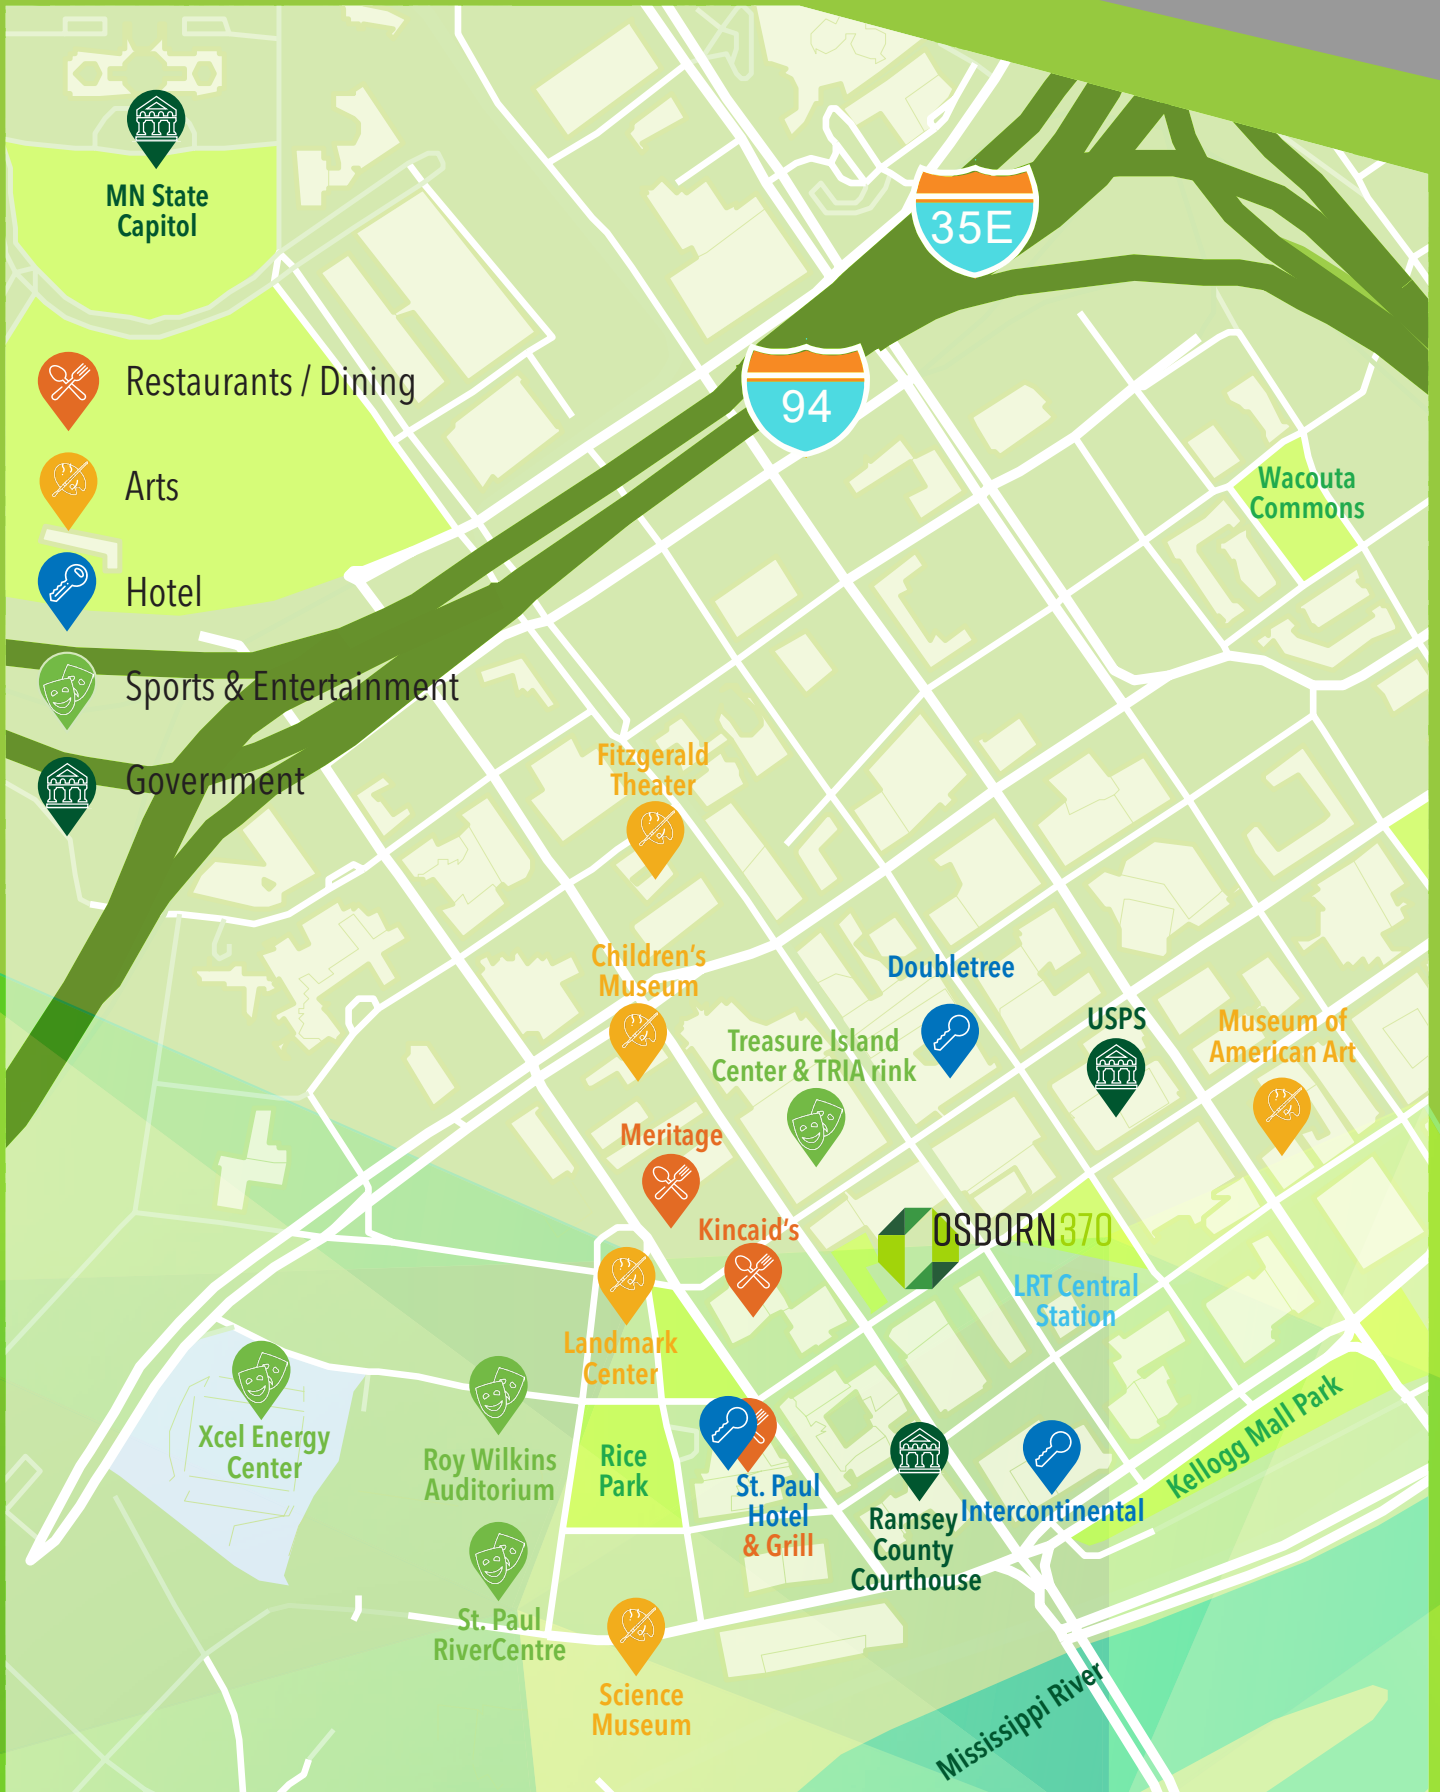 MN State
Capitol
35E
94
Restaurants / Dining
Arts
Hotel
Sports & Entertainment
Government
Wacouta
Commons
Fitzgerald
Theater
Children's
Museum
Doubletree
Treasure Island
Center & TRIA rink
USPS
Museum of
American Art
Meritage
Kincaid's
OSBORN370
LRT Central
Station
Landmark
Center
Xcel Energy
Center
Roy Wilkins
Auditorium
Rice
Park
St. Paul
Hotel
& Grill
Ramsey
County
Courthouse
Intercontinental
Kellogg Mall Park
St. Paul
RiverCentre
Science
Museum
Mississippi River